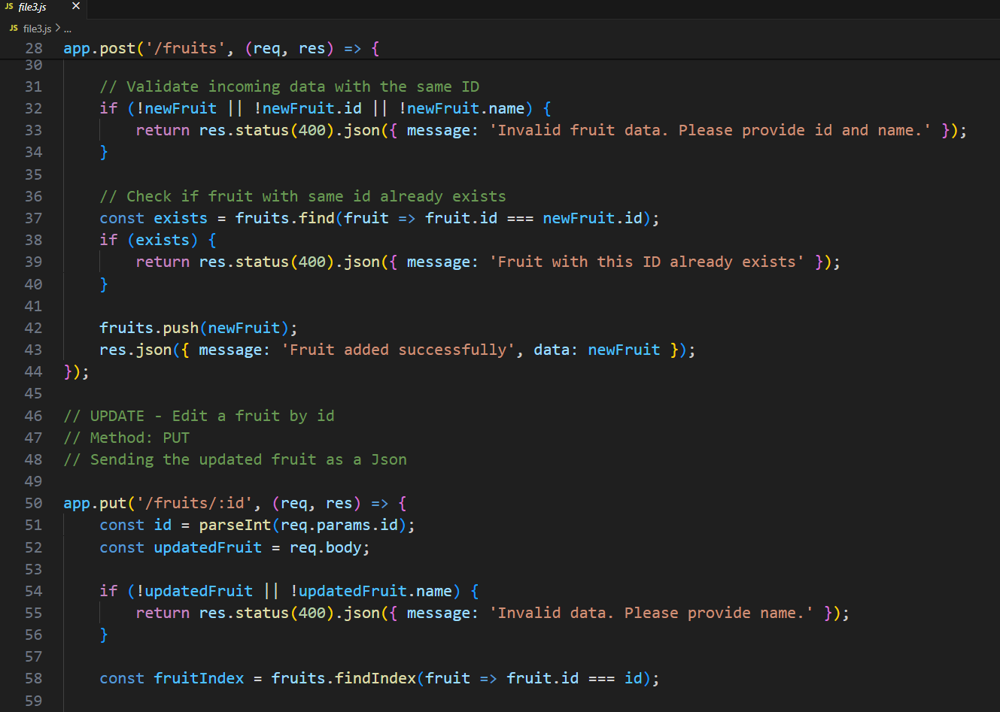 JS file3.js ×
JS file3.js > ...
28 app.post('/fruits', (req, res) => {
30
31     // Validate incoming data with the same ID
32     if (!newFruit || !newFruit.id || !newFruit.name) {
33         return res.status(400).json({ message: 'Invalid fruit data. Please provide id and name.' });
34     }
35
36     // Check if fruit with same id already exists
37     const exists = fruits.find(fruit => fruit.id === newFruit.id);
38     if (exists) {
39         return res.status(400).json({ message: 'Fruit with this ID already exists' });
40     }
41
42     fruits.push(newFruit);
43     res.json({ message: 'Fruit added successfully', data: newFruit });
44 });
45
46 // UPDATE - Edit a fruit by id
47 // Method: PUT
48 // Sending the updated fruit as a Json
49
50 app.put('/fruits/:id', (req, res) => {
51     const id = parseInt(req.params.id);
52     const updatedFruit = req.body;
53
54     if (!updatedFruit || !updatedFruit.name) {
55         return res.status(400).json({ message: 'Invalid data. Please provide name.' });
56     }
57
58     const fruitIndex = fruits.findIndex(fruit => fruit.id === id);
59